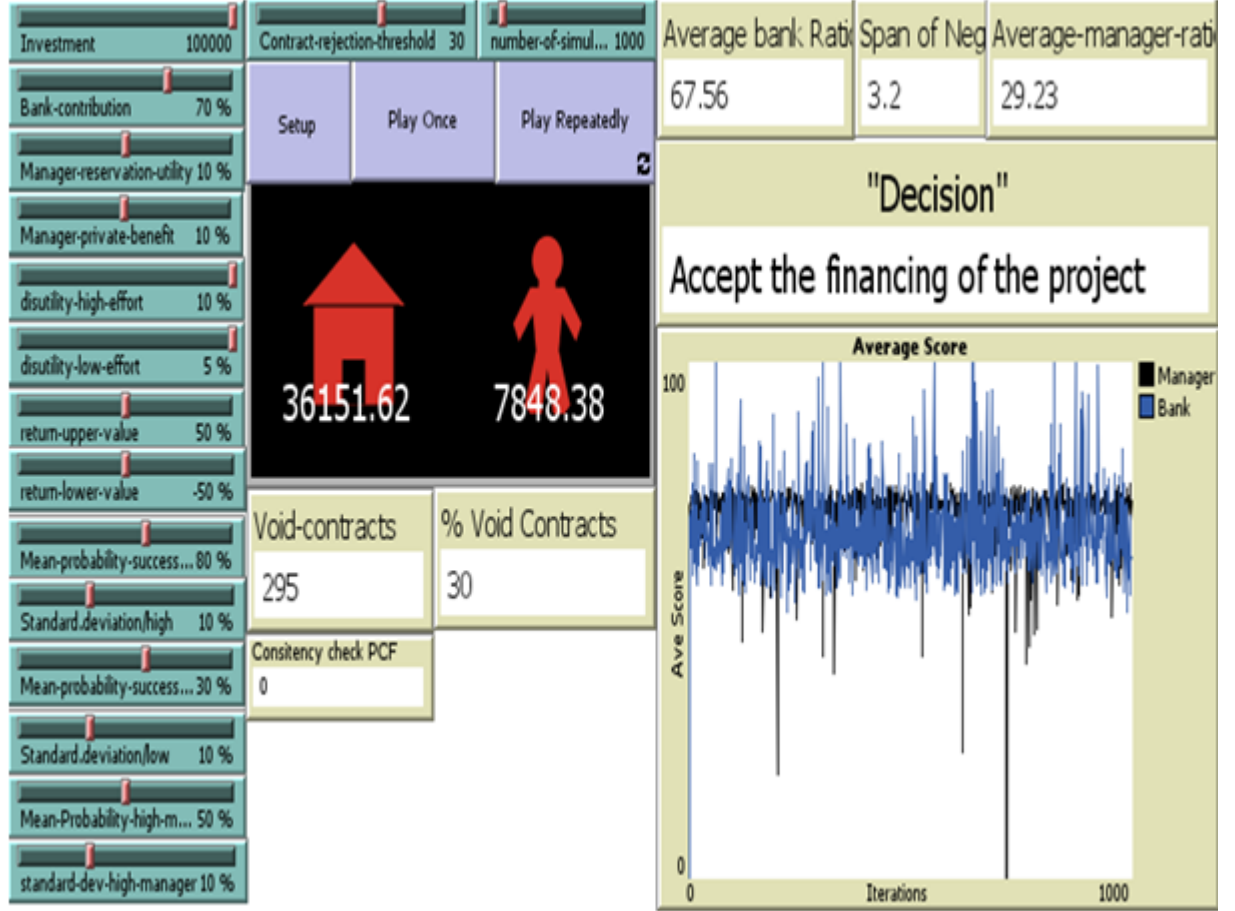 Investment 100000
Bank-contribution 70 %
Manager-reservation-utility 10 %
Manager-private-benefit 10 %
disutility-high-effort 10 %
disutility-low-effort 5 %
return-upper-value 50 %
return-lower-value -50 %
Mean-probability-success... 80 %
Standard.deviation/high 10 %
Mean-probability-success... 30 %
Standard.deviation/low 10 %
Mean-Probability-high-m... 50 %
standard-dev-high-manager 10 %
Contract-rejection-threshold 30
number-of-simul... 1000
Setup
Play Once
Play Repeatedly
36151.62
7848.38
Void-contracts
295
% Void Contracts
30
Consitency check PCF
0
Average bank Ratio
67.56
Span of Neg
3.2
Average-manager-rati
29.23
"Decision"
Accept the financing of the project
Average Score
100
Ave Score
0
0
Iterations
1000
Manager
Bank